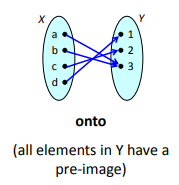 X Y
a 1
b 2
c 3
d
onto
(all elements in Y have a
pre-image)